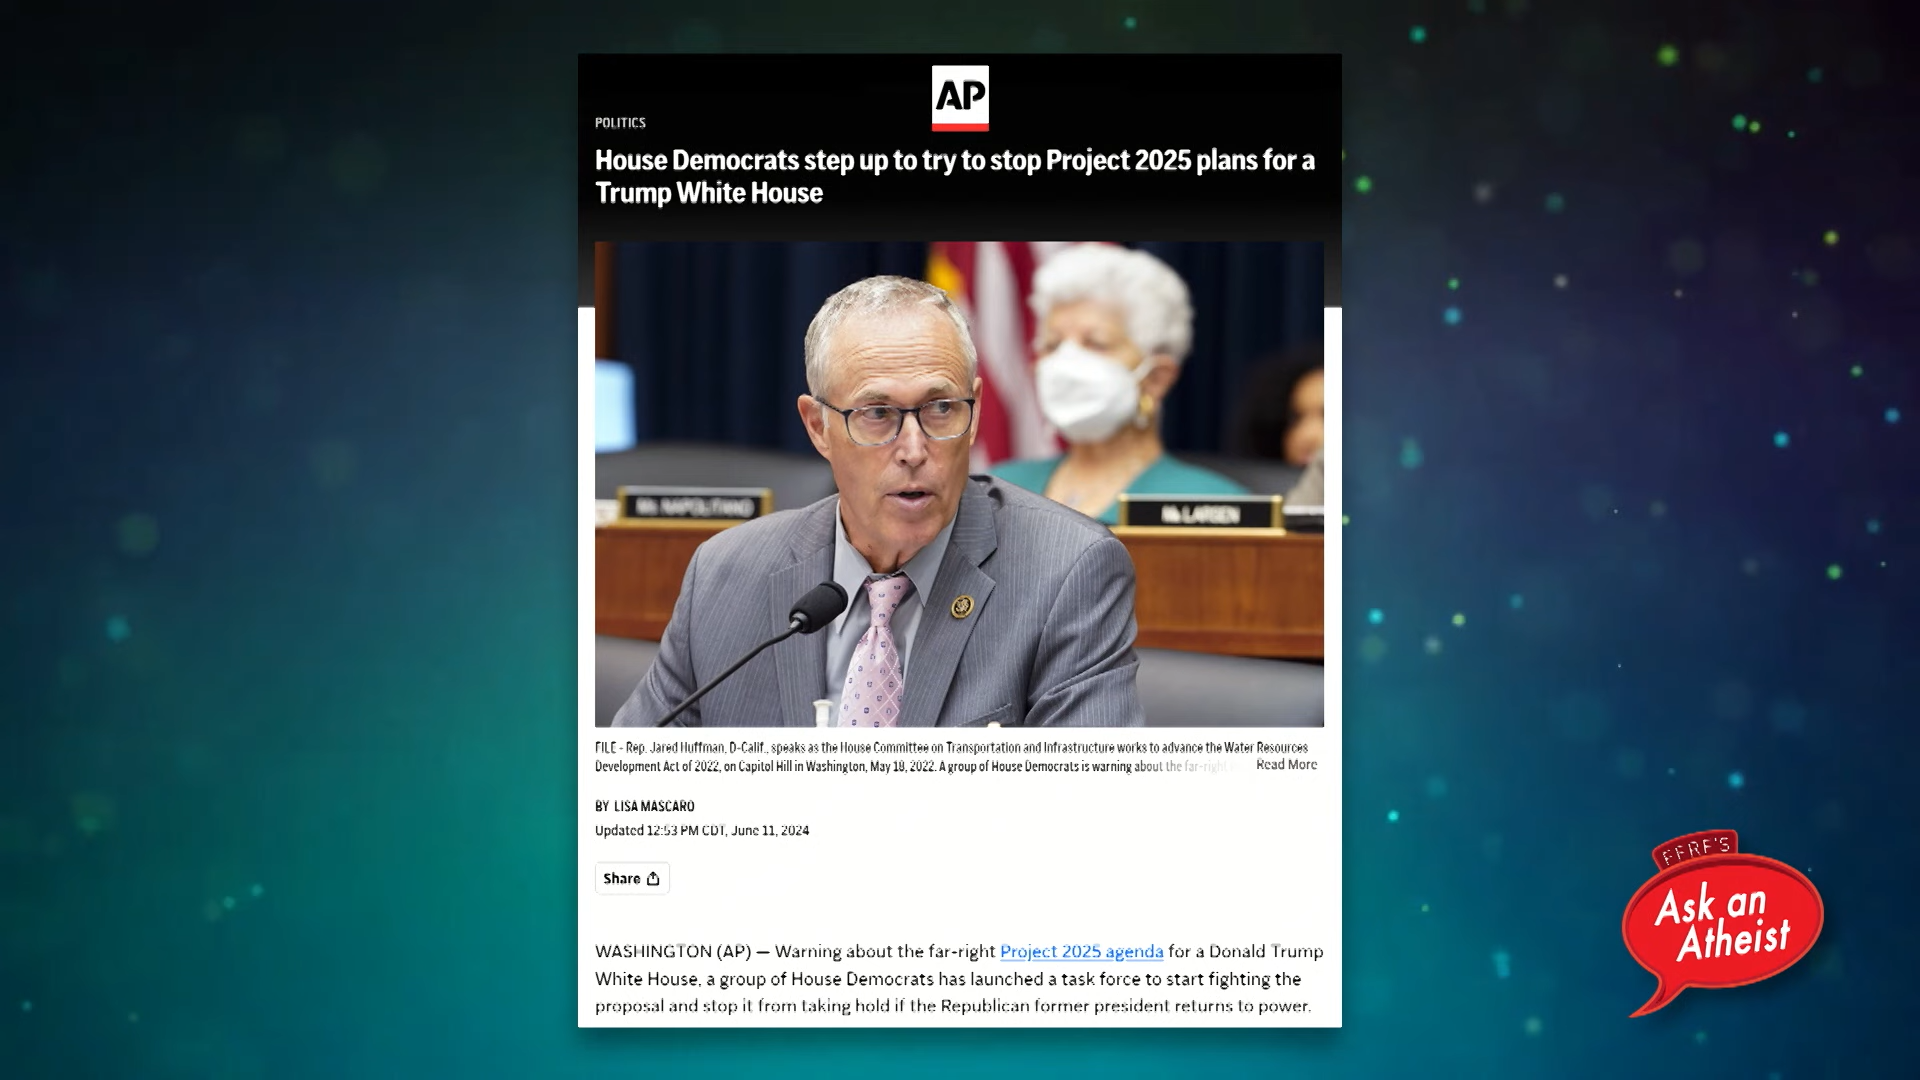 AP
POLITICS
House Democrats step up to try to stop Project 2025 plans for a
Trump White House
Mr. NAPOLITANO
Mr. LARSEN
FILE - Rep. Jared Huffman, D-Calif., speaks as the House Committee on Transportation and Infrastructure works to advance the Water Resources
Development Act of 2022, on Capitol Hill in Washington, May 18, 2022. A group of House Democrats is warning about the far-right Read More
BY LISA MASCARO
Updated 12:53 PM CDT, June 11, 2024
Share
WASHINGTON (AP) — Warning about the far-right Project 2025 agenda for a Donald Trump
White House, a group of House Democrats has launched a task force to start fighting the
proposal and stop it from taking hold if the Republican former president returns to power.
FFRF'S
Ask an
Atheist